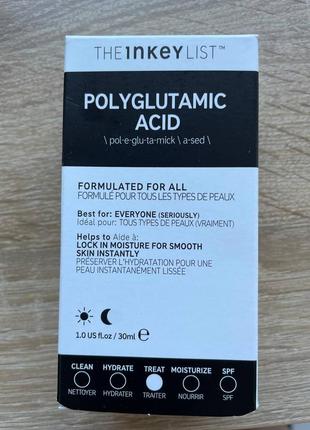 THE INKEY LIST™
POLYGLUTAMIC
ACID
\ pol·e·glu·ta·mick \ a·sed \
FORMULATED FOR ALL
FORMULÉ POUR TOUS LES TYPES DE PEAUX
Best for: EVERYONE (SERIOUSLY)
Idéal pour: TOUS TYPES DE PEAUX (VRAIMENT)
Helps to Aide à:
LOCK IN MOISTURE FOR SMOOTH
SKIN INSTANTLY
PRÉSERVER L'HYDRATATION POUR UNE
PEAU INSTANTANÉMENT LISSÉE
1.0 US fl.oz / 30ml ℮
CLEAN HYDRATE TREAT MOISTURIZE SPF
NETTOYER HYDRATER TRAITER NOURRIR SPF